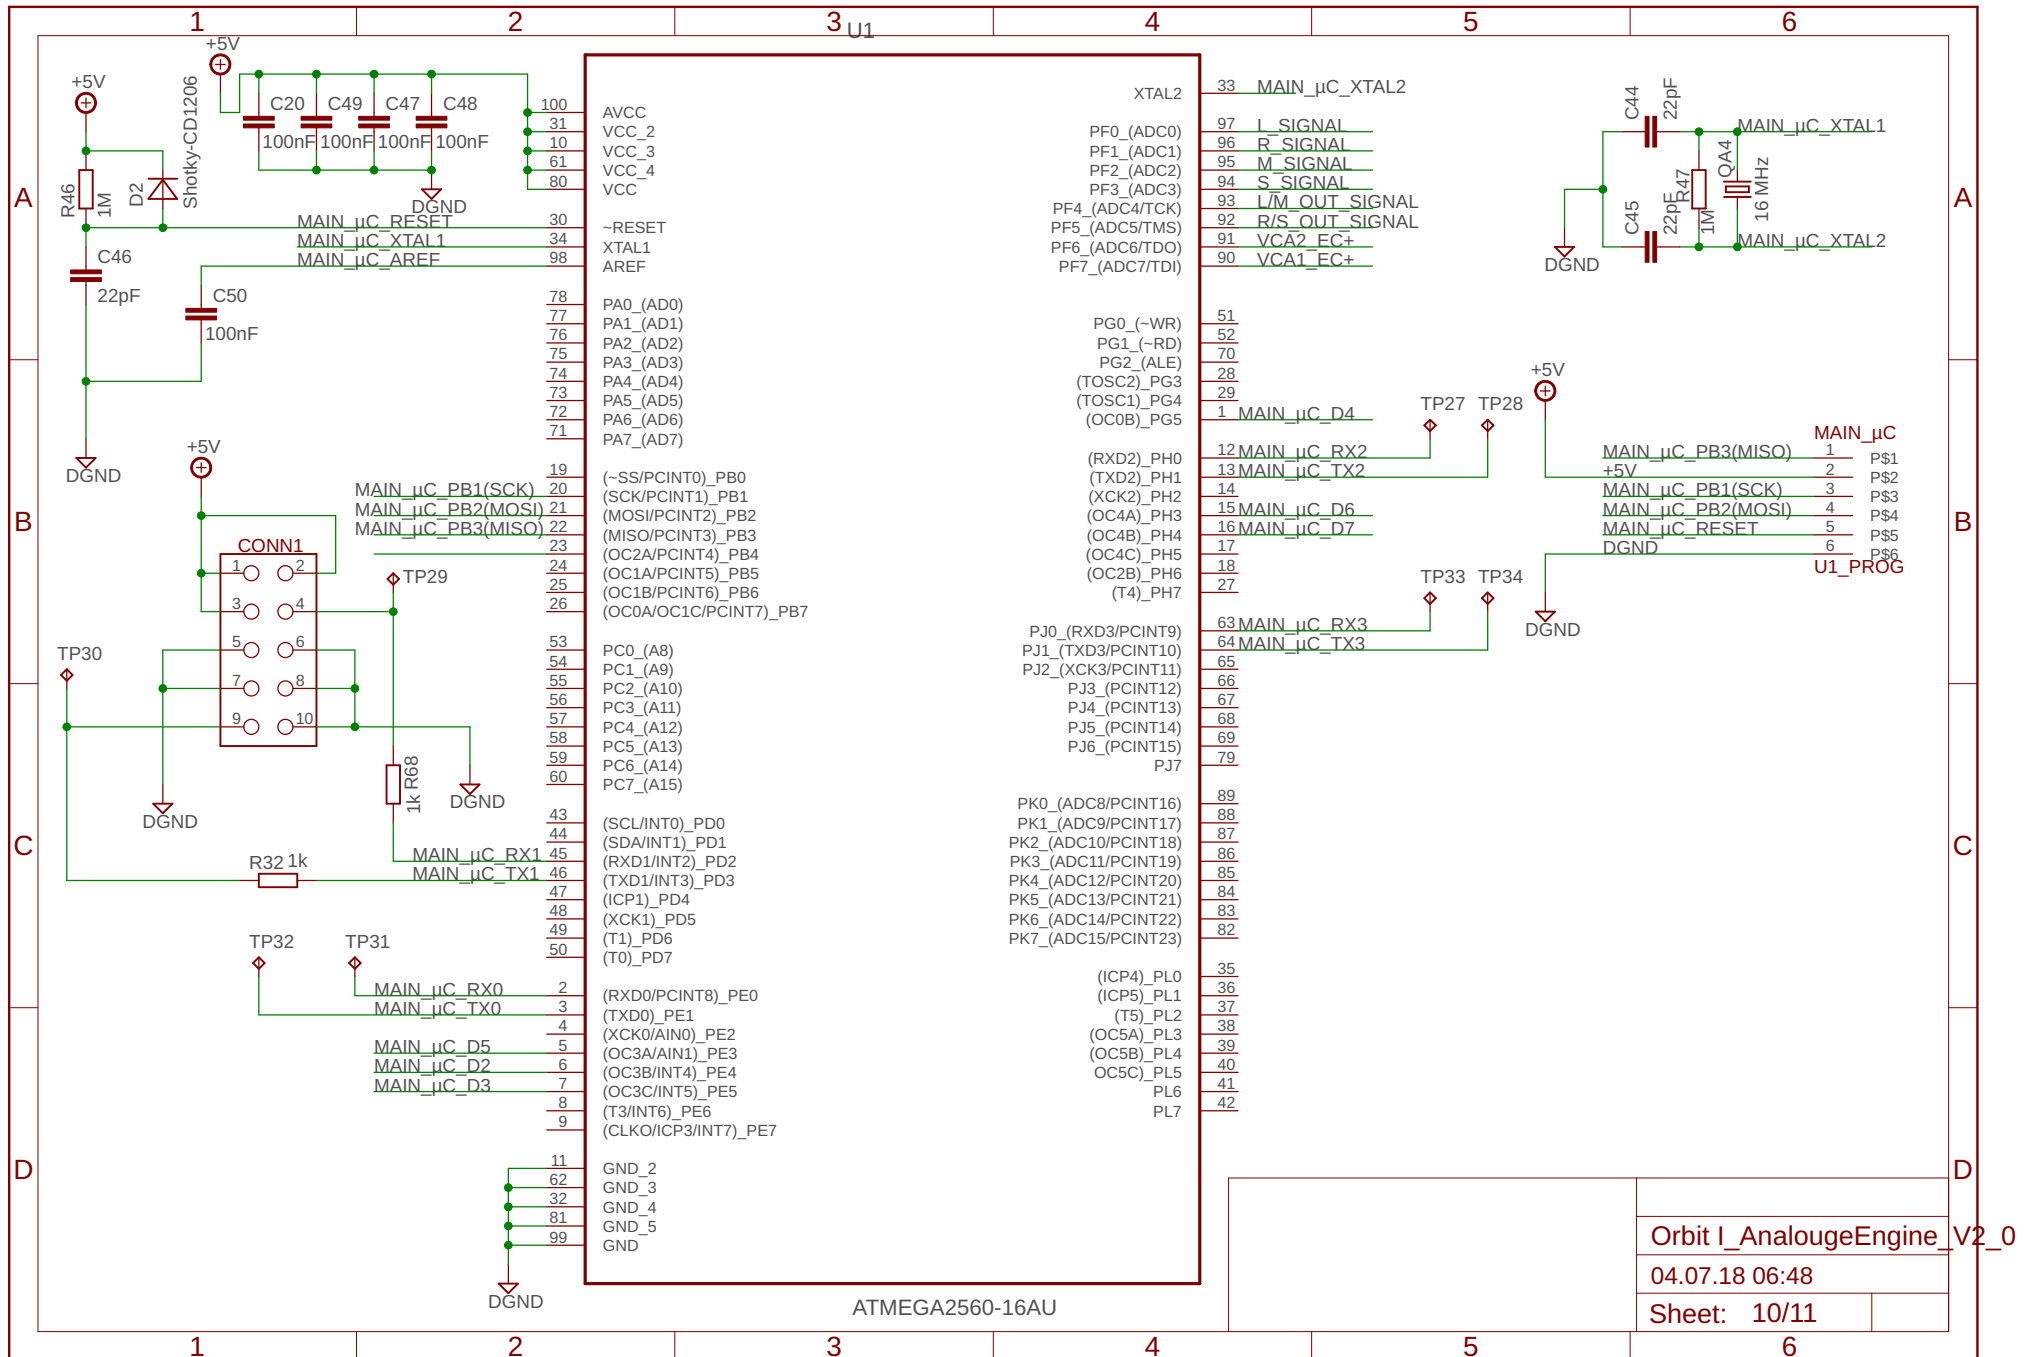 1 2 3 4 5 6
U1
+5V
+5V
Shotky-CD1206
C20 C49 C47 C48
100nF 100nF 100nF 100nF
R46
1M
D2
DGND
A A
MAIN_µC_RESET
MAIN_µC_XTAL1
MAIN_µC_AREF
C46
22pF
C50
100nF
DGND
100 AVCC
31 VCC_2
10 VCC_3
61 VCC_4
80 VCC
30 ~RESET
34 XTAL1
98 AREF
78 PA0_(AD0)
77 PA1_(AD1)
76 PA2_(AD2)
75 PA3_(AD3)
74 PA4_(AD4)
73 PA5_(AD5)
72 PA6_(AD6)
71 PA7_(AD7)
19 (~SS/PCINT0)_PB0
MAIN_µC_PB1(SCK) 20 (SCK/PCINT1)_PB1
MAIN_µC_PB2(MOSI) 21 (MOSI/PCINT2)_PB2
MAIN_µC_PB3(MISO) 22 (MISO/PCINT3)_PB3
23 (OC2A/PCINT4)_PB4
24 (OC1A/PCINT5)_PB5
25 (OC1B/PCINT6)_PB6
26 (OC0A/OC1C/PCINT7)_PB7
B B
+5V
CONN1
1 2
3 4
5 6
7 8
9 10
TP29
TP30
DGND
DGND
1k R68
53 PC0_(A8)
54 PC1_(A9)
55 PC2_(A10)
56 PC3_(A11)
57 PC4_(A12)
58 PC5_(A13)
59 PC6_(A14)
60 PC7_(A15)
43 (SCL/INT0)_PD0
44 (SDA/INT1)_PD1
MAIN_µC_RX1 45 (RXD1/INT2)_PD2
MAIN_µC_TX1 46 (TXD1/INT3)_PD3
47 (ICP1)_PD4
48 (XCK1)_PD5
49 (T1)_PD6
50 (T0)_PD7
C C
R32 1k
TP32 TP31
MAIN_µC_RX0 2 (RXD0/PCINT8)_PE0
MAIN_µC_TX0 3 (TXD0)_PE1
4 (XCK0/AIN0)_PE2
MAIN_µC_D5 5 (OC3A/AIN1)_PE3
MAIN_µC_D2 6 (OC3B/INT4)_PE4
MAIN_µC_D3 7 (OC3C/INT5)_PE5
8 (T3/INT6)_PE6
9 (CLKO/ICP3/INT7)_PE7
D D
11 GND_2
62 GND_3
32 GND_4
81 GND_5
99 GND
DGND
ATMEGA2560-16AU
XTAL2 33 MAIN_µC_XTAL2
PF0_(ADC0) 97 L_SIGNAL
PF1_(ADC1) 96 R_SIGNAL
PF2_(ADC2) 95 M_SIGNAL
PF3_(ADC3) 94 S_SIGNAL
PF4_(ADC4/TCK) 93 L/M_OUT_SIGNAL
PF5_(ADC5/TMS) 92 R/S_OUT_SIGNAL
PF6_(ADC6/TDO) 91 VCA2_EC+
PF7_(ADC7/TDI) 90 VCA1_EC+
PG0_(~WR) 51
PG1_(~RD) 52
PG2_(ALE) 70
(TOSC2)_PG3 28
(TOSC1)_PG4 29
(OC0B)_PG5 1 MAIN_µC_D4
(RXD2)_PH0 12 MAIN_µC_RX2
(TXD2)_PH1 13 MAIN_µC_TX2
(XCK2)_PH2 14
(OC4A)_PH3 15 MAIN_µC_D6
(OC4B)_PH4 16 MAIN_µC_D7
(OC4C)_PH5 17
(OC2B)_PH6 18
(T4)_PH7 27
PJ0_(RXD3/PCINT9) 63 MAIN_µC_RX3
PJ1_(TXD3/PCINT10) 64 MAIN_µC_TX3
PJ2_(XCK3/PCINT11) 65
PJ3_(PCINT12) 66
PJ4_(PCINT13) 67
PJ5_(PCINT14) 68
PJ6_(PCINT15) 69
PJ7 79
PK0_(ADC8/PCINT16) 89
PK1_(ADC9/PCINT17) 88
PK2_(ADC10/PCINT18) 87
PK3_(ADC11/PCINT19) 86
PK4_(ADC12/PCINT20) 85
PK5_(ADC13/PCINT21) 84
PK6_(ADC14/PCINT22) 83
PK7_(ADC15/PCINT23) 82
(ICP4)_PL0 35
(ICP5)_PL1 36
(T5)_PL2 37
(OC5A)_PL3 38
(OC5B)_PL4 39
OC5C)_PL5 40
PL6 41
PL7 42
TP27 TP28
TP33 TP34
C44
22pF
MAIN_µC_XTAL1
R47
1M
QA4
16 MHz
C45
22pF
MAIN_µC_XTAL2
DGND
+5V
MAIN_µC
MAIN_µC_PB3(MISO) 1 P$1
+5V 2 P$2
MAIN_µC_PB1(SCK) 3 P$3
MAIN_µC_PB2(MOSI) 4 P$4
MAIN_µC_RESET 5 P$5
DGND 6 P$6
U1_PROG
DGND
Orbit I_AnalougeEngine_V2_0
04.07.18 06:48
Sheet: 10/11
1 2 3 4 5 6